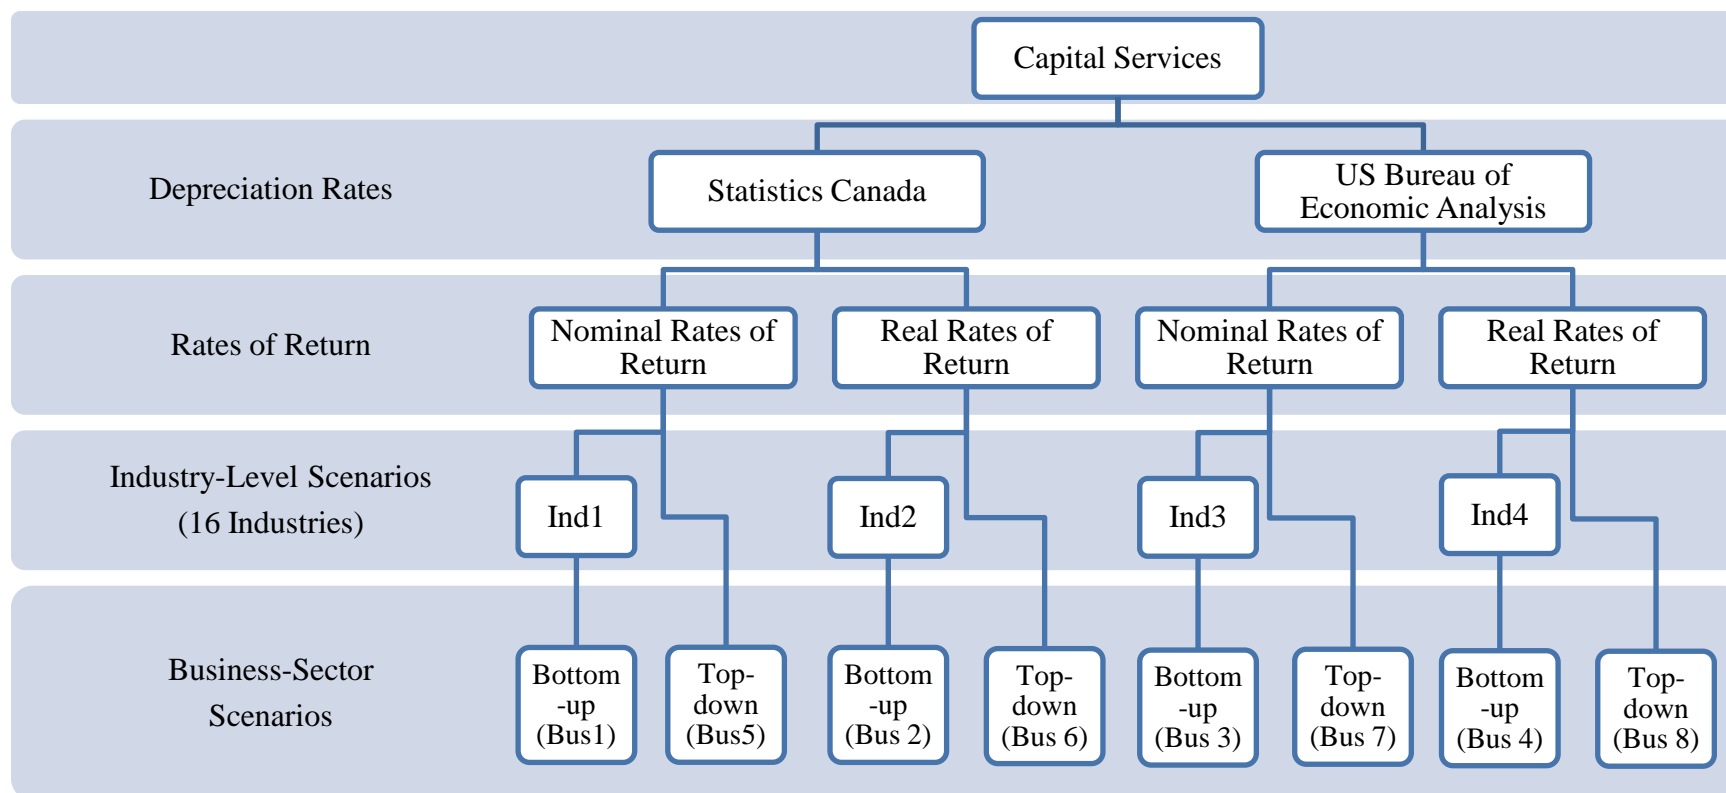 Capital Services
Depreciation Rates
Statistics Canada
US Bureau of
Economic Analysis
Rates of Return
Nominal Rates of
Return
Real Rates of
Return
Nominal Rates of
Return
Real Rates of
Return
Industry-Level Scenarios
(16 Industries)
Ind1
Ind2
Ind3
Ind4
Business-Sector
Scenarios
Bottom
-up
(Bus1)
Top-
down
(Bus5)
Bottom
-up
(Bus 2)
Top-
down
(Bus 6)
Bottom
-up
(Bus 3)
Top-
down
(Bus 7)
Bottom
-up
(Bus 4)
Top-
down
(Bus 8)